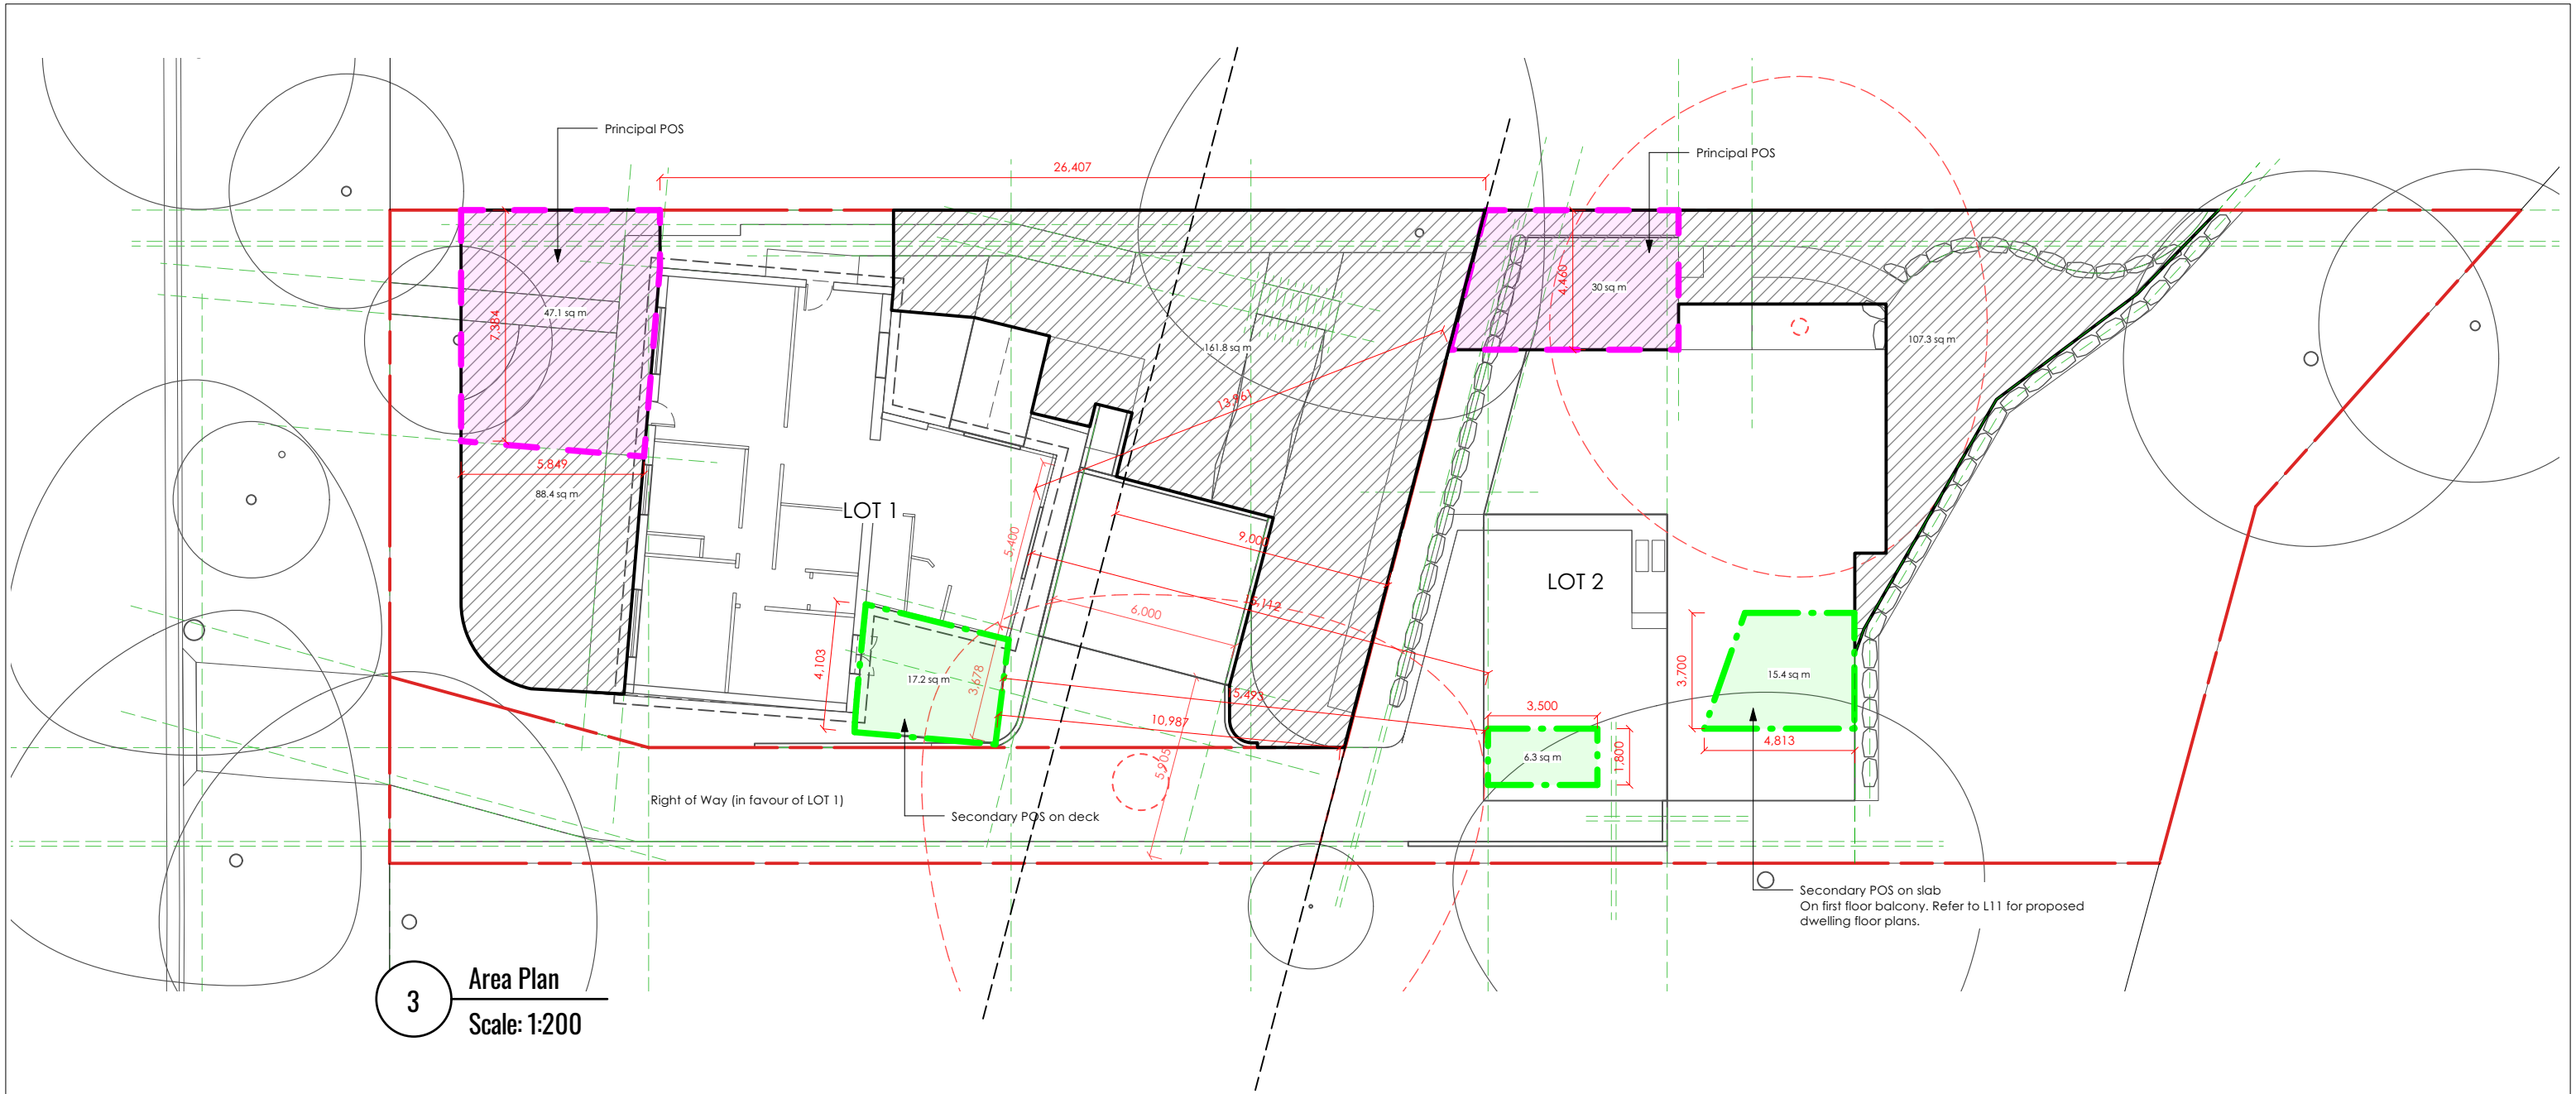 Principal POS
Principal POS
26,407
4,460
30 sq m
47.1 sq m
7,384
161.8 sq m
107.3 sq m
13,961
5,849
88.4 sq m
LOT 1
5,400
9,000
LOT 2
6,000
4,103
3,678
17.2 sq m
3,700
15.4 sq m
5,493
10,987
3,500
4,813
6.3 sq m
1,800
5,905
Right of Way (in favour of LOT 1)
Secondary POS on deck
Secondary POS on slab
On first floor balcony. Refer to L11 for proposed
dwelling floor plans.
3
Area Plan
Scale: 1:200